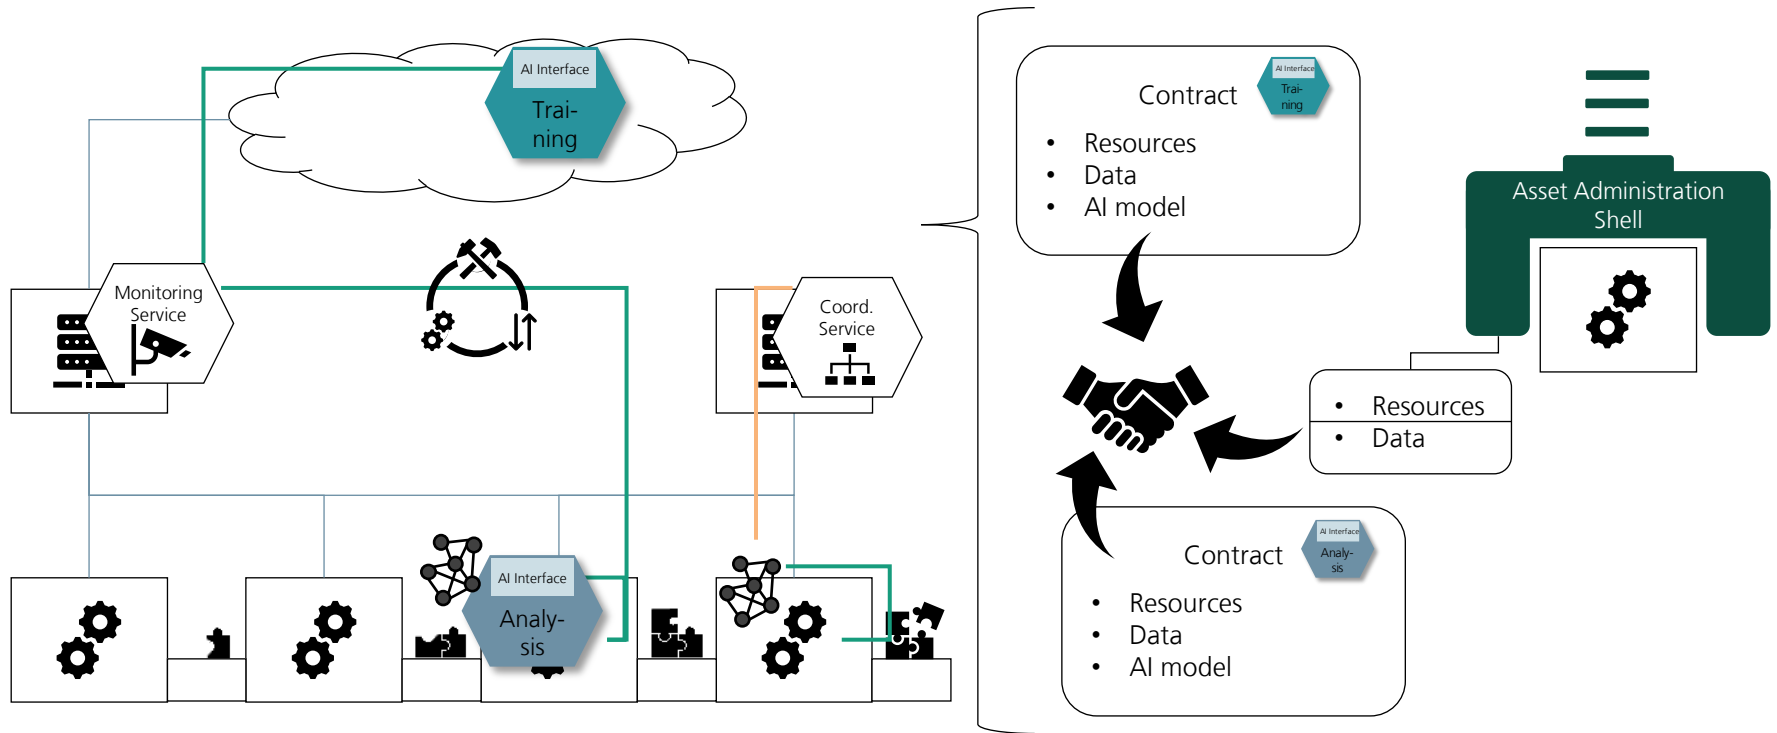 AI Interface
Trai-
ning
Monitoring
Service
Coord.
Service
AI Interface
Analy-
sis
Contract
AI Interface
Trai-
ning
• Resources
• Data
• AI model
Asset Administration
Shell
• Resources
• Data
Contract
AI Interface
Analy-
sis
• Resources
• Data
• AI model